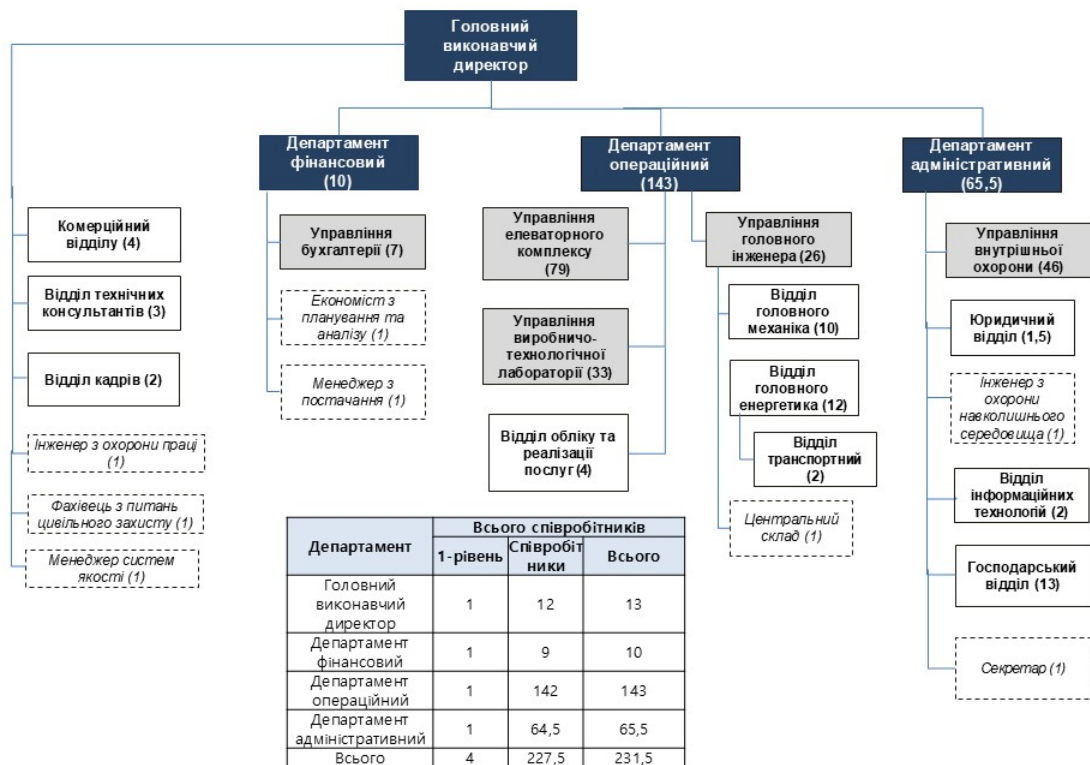 Головний
виконавчий
директор
Департамент
фінансовий
(10)
Департамент
операційний
(143)
Департамент
адміністративний
(65,5)
Комерційний
відділу (4)
Відділ технічних
консультантів (3)
Відділ кадрів (2)
Інженер з охорони праці
(1)
Фахівець з питань
цивільного захисту (1)
Менеджер систем
якості (1)
Управління
бухгалтерії (7)
Економіст з
планування та
аналізу (1)
Менеджер з
постачання (1)
Управління
елеваторного
комплексу
(79)
Управління
виробничо-
технологічної
лабораторії (33)
Відділ обліку та
реалізації
послуг (4)
Управління
головного
інженера (26)
Відділ
головного
механіка (10)
Відділ
головного
енергетика (12)
Відділ
транспортний
(2)
Центральний
склад (1)
Управління
внутрішньої
охорони (46)
Юридичний
відділ (1,5)
Інженер з
охорони
навколишнього
середовища (1)
Відділ
інформаційних
технологій (2)
Господарський
відділ (13)
Секретар (1)
Департамент
Всього співробітників
1-рівень
Співробіт
ники
Всього
Головний
виконавчий
директор
1 12 13
Департамент
фінансовий
1 9 10
Департамент
операційний
1 142 143
Департамент
адміністративний
1 64,5 65,5
Всього 4 227,5 231,5